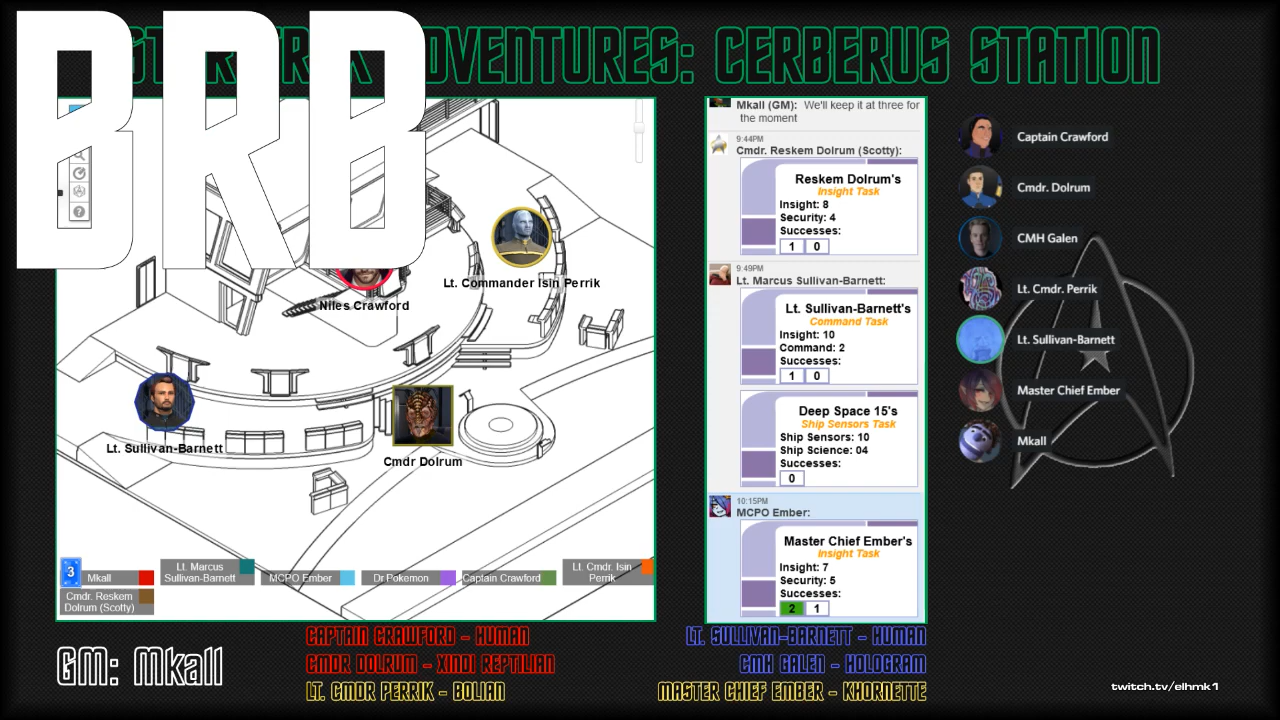 BRB
STAR TREK ADVENTURES: CERBERUS STATION
Niles Crawford
Lt. Commander Isin Perrik
Lt. Sullivan-Barnett
Cmdr Dolrum
3
Mkall
Lt. Marcus
Sullivan-Barnett
MCPO Ember
Dr Pokemon
Captain Crawford
Lt. Cmdr. Isin
Perrik
Cmdr. Reskem
Dolrum (Scotty)
Mkall (GM): We'll keep it at three for
the moment
9:44PM
Cmdr. Reskem Dolrum (Scotty):
Reskem Dolrum's
Insight Task
Insight: 8
Security: 4
Successes:
1 0
9:49PM
Lt. Marcus Sullivan-Barnett:
Lt. Sullivan-Barnett's
Command Task
Insight: 10
Command: 2
Successes:
1 0
Deep Space 15's
Ship Sensors Task
Ship Sensors: 10
Ship Science: 04
Successes:
0
10:15PM
MCPO Ember:
Master Chief Ember's
Insight Task
Insight: 7
Security: 5
Successes:
2 1
Captain Crawford
Cmdr. Dolrum
CMH Galen
Lt. Cmdr. Perrik
Lt. Sullivan-Barnett
Master Chief Ember
Mkall
GM: Mkall
CAPTAIN CRAWFORD - HUMAN
CMDR DOLRUM - XINDI REPTILIAN
LT. CMDR PERRIK - BOLIAN
LT. SULLIVAN-BARNETT - HUMAN
CMH GALEN - HOLOGRAM
MASTER CHIEF EMBER - KHORNETTE
twitch.tv/elhmk1